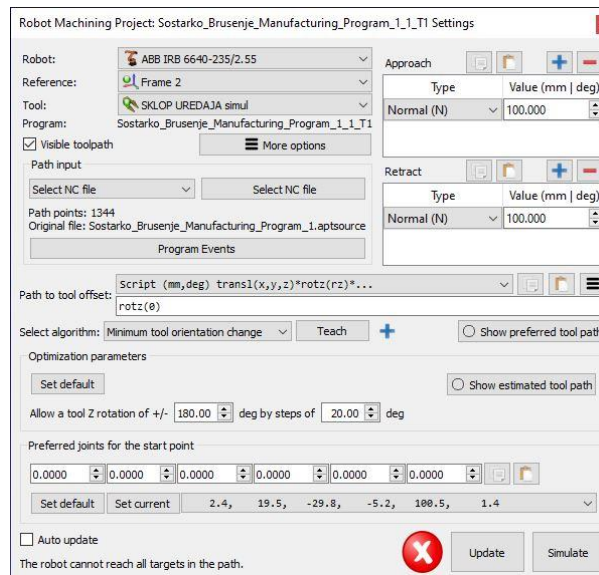 Robot Machining Project: Sostarko_Brusenje_Manufacturing_Program_1_1_T1 Settings
Robot: ABB IRB 6640-235/2.55
Reference: Frame 2
Tool: SKLOP UREDAJA simul
Program: Sostarko_Brusenje_Manufacturing_Program_1_1_T1
Visible toolpath More options
Path input
Select NC file Select NC file
Path points: 1344
Original file: Sostarko_Brusenje_Manufacturing_Program_1.aptsource
Program Events
Approach
Type Value (mm | deg)
Normal (N) 100.000
Retract
Type Value (mm | deg)
Normal (N) 100.000
Path to tool offset: Script (mm,deg) transl(x,y,z)*rotz(rz)*...
rotz(0)
Select algorithm: Minimum tool orientation change Teach Show preferred tool path
Optimization parameters
Set default Show estimated tool path
Allow a tool Z rotation of +/- 180.00 deg by steps of 20.00 deg
Preferred joints for the start point
0.0000 0.0000 0.0000 0.0000 0.0000 0.0000
Set default Set current 2.4, 19.5, -29.8, -5.2, 100.5, 1.4
Auto update
The robot cannot reach all targets in the path.
Update Simulate